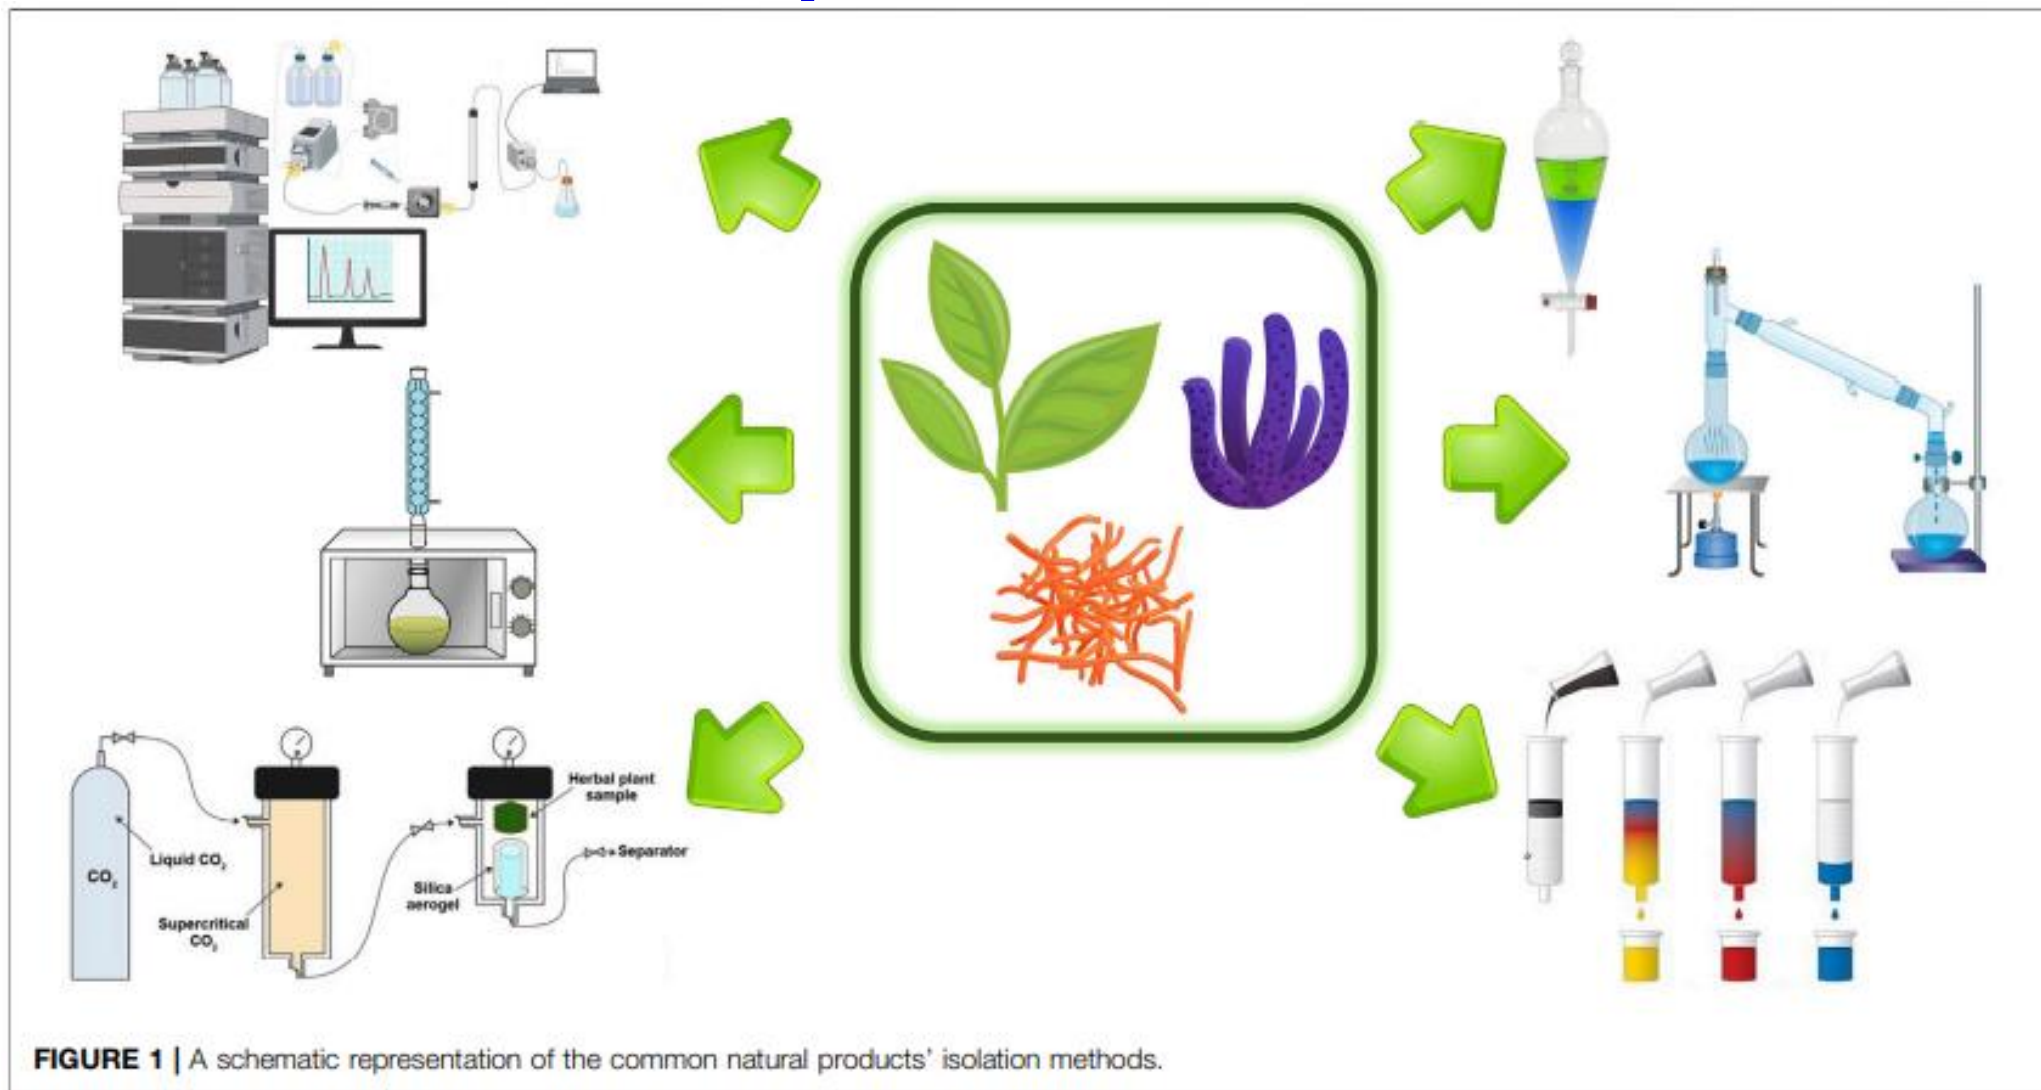 Herbal plant
sample
Liquid CO₂
CO₂
Separator
Silica
aerogel
Supercritical
CO₂
FIGURE 1 | A schematic representation of the common natural products' isolation methods.